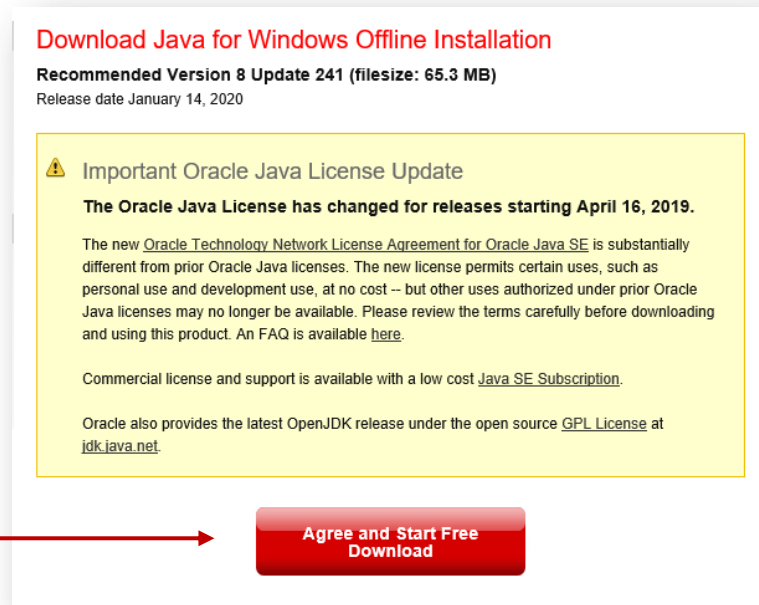 Download Java for Windows Offline Installation
Recommended Version 8 Update 241 (filesize: 65.3 MB)
Release date January 14, 2020
Important Oracle Java License Update
The Oracle Java License has changed for releases starting April 16, 2019.
The new Oracle Technology Network License Agreement for Oracle Java SE is substantially
different from prior Oracle Java licenses. The new license permits certain uses, such as
personal use and development use, at no cost -- but other uses authorized under prior Oracle
Java licenses may no longer be available. Please review the terms carefully before downloading
and using this product. An FAQ is available here.
Commercial license and support is available with a low cost Java SE Subscription.
Oracle also provides the latest OpenJDK release under the open source GPL License at
jdk.java.net.
Agree and Start Free
Download